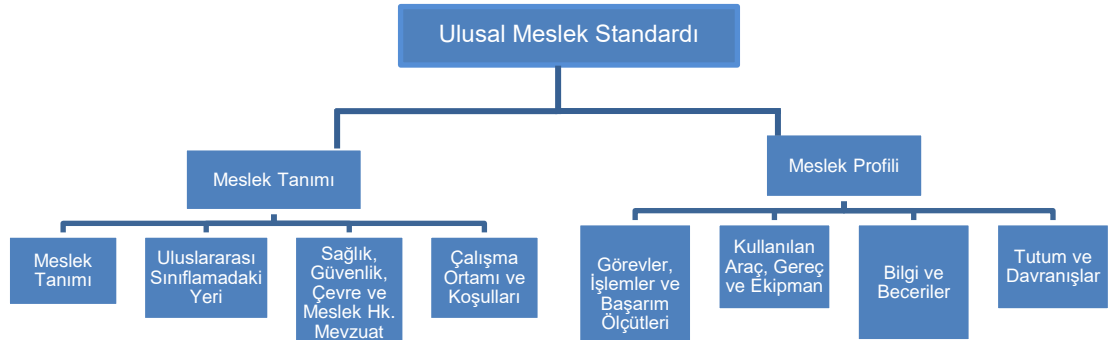 Ulusal Meslek Standardı
Meslek Tanımı
Meslek Profili
Meslek
Tanımı
Uluslararası
Sınıflamadaki
Yeri
Sağlık,
Güvenlik,
Çevre ve
Meslek Hk.
Mevzuat
Çalışma
Ortamı ve
Koşulları
Görevler,
İşlemler ve
Başarım
Ölçütleri
Kullanılan
Araç, Gereç
ve Ekipman
Bilgi ve
Beceriler
Tutum ve
Davranışlar